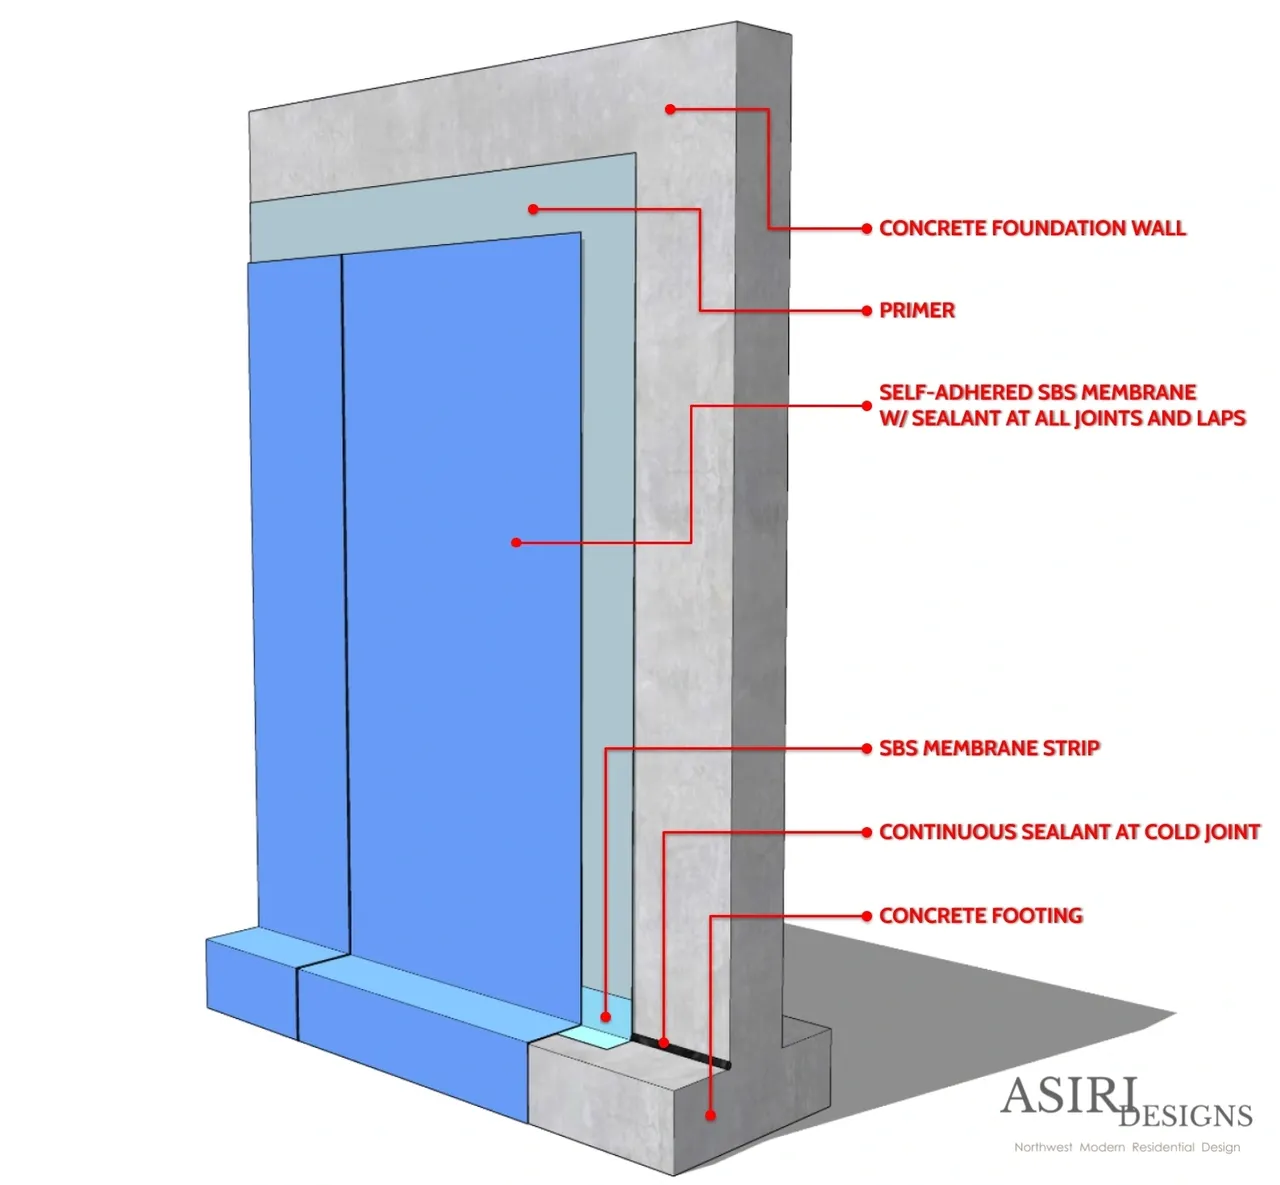 CONCRETE FOUNDATION WALL
PRIMER
SELF-ADHERED SBS MEMBRANE
W/ SEALANT AT ALL JOINTS AND LAPS
SBS MEMBRANE STRIP
CONTINUOUS SEALANT AT COLD JOINT
CONCRETE FOOTING
ASIRI
DESIGNS
Northwest Modern Residential Design